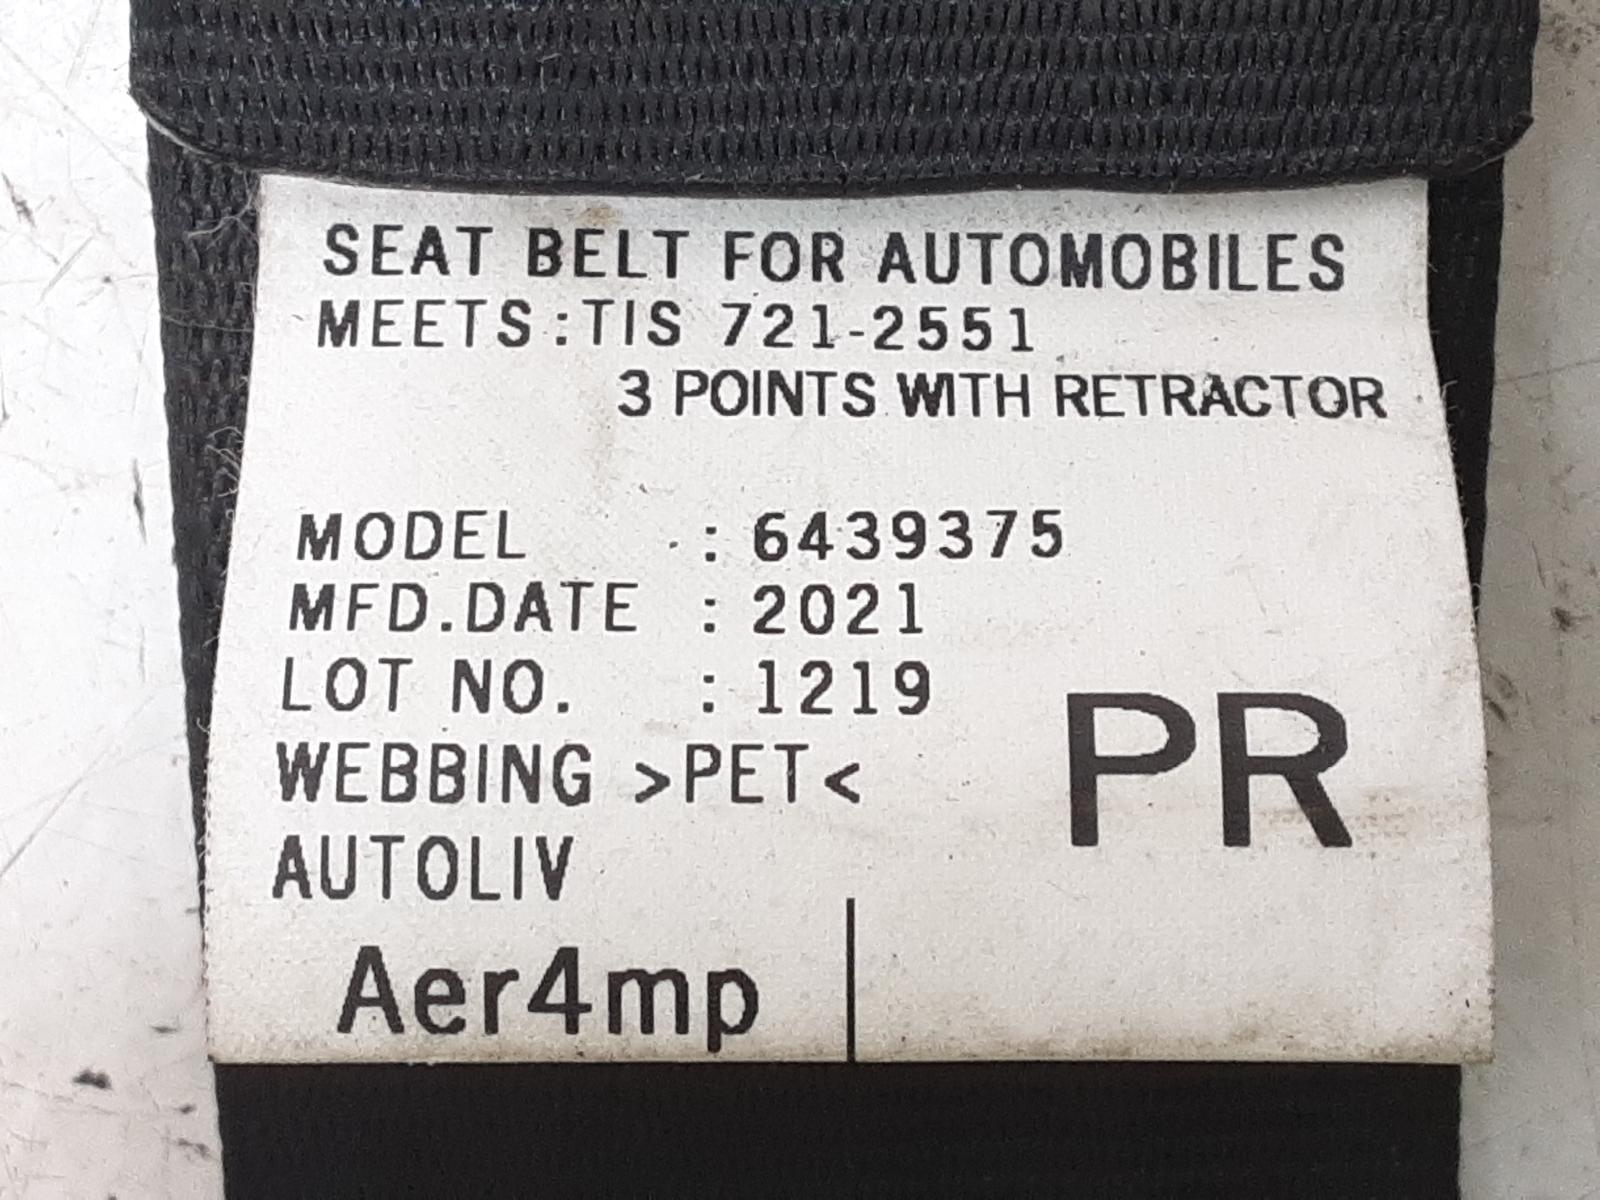 SEAT BELT FOR AUTOMOBILES
MEETS:TIS 721-2551
3 POINTS WITH RETRACTOR
MODEL : 6439375
MFD.DATE : 2021
LOT NO. : 1219
WEBBING >PET<
AUTOLIV
PR
Aer4mp